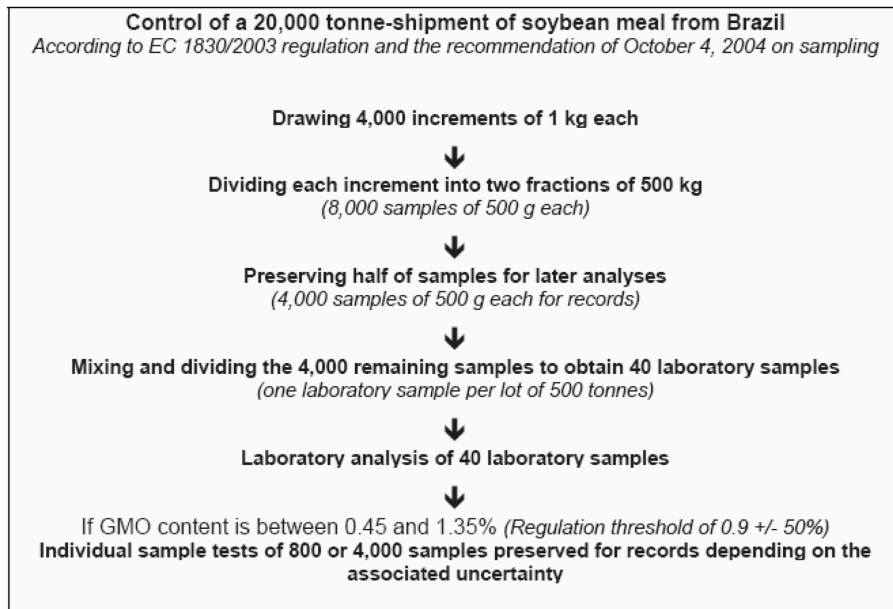 Control of a 20,000 tonne-shipment of soybean meal from Brazil
According to EC 1830/2003 regulation and the recommendation of October 4, 2004 on sampling
Drawing 4,000 increments of 1 kg each
Dividing each increment into two fractions of 500 kg
(8,000 samples of 500 g each)
Preserving half of samples for later analyses
(4,000 samples of 500 g each for records)
Mixing and dividing the 4,000 remaining samples to obtain 40 laboratory samples
(one laboratory sample per lot of 500 tonnes)
Laboratory analysis of 40 laboratory samples
If GMO content is between 0.45 and 1.35% (Regulation threshold of 0.9 +/- 50%)
Individual sample tests of 800 or 4,000 samples preserved for records depending on the
associated uncertainty